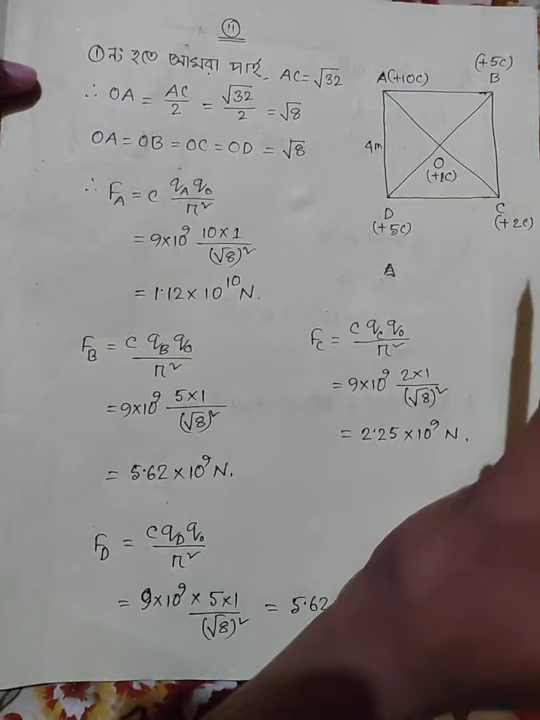 (11)
① নং হতে আমরা পাই, AC = √32
∴ OA = AC/2 = √32/2 = √8
OA = OB = OC = OD = √8
∴ F_A = C q_A q_0 / r²
= 9×10⁹ 10×1 / (√8)²
= 1.12 × 10¹⁰ N.
A(+10C)
(+5C)
B
4m
O
(+1C)
D
(+5C)
C
(+2C)
A
F_B = C q_B q_0 / r²
= 9×10⁹ 5×1 / (√8)²
= 5.62 × 10⁹ N.
F_C = C q_C q_0 / r²
= 9×10⁹ 2×1 / (√8)²
= 2.25 × 10⁹ N.
F_D = C q_D q_0 / r²
= 9×10⁹ × 5×1 / (√8)² = 5.62